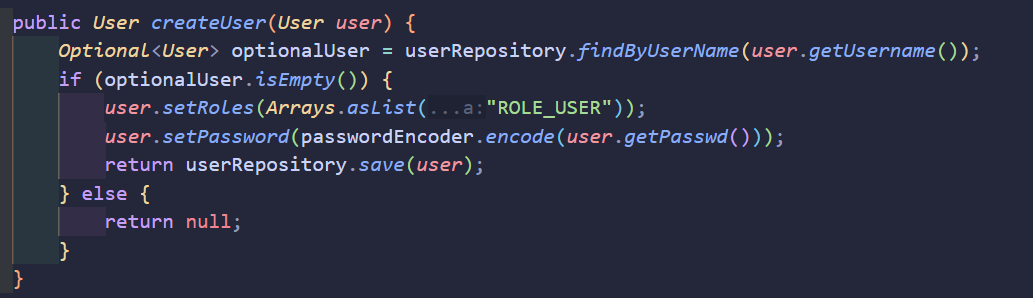 public User createUser(User user) {
    Optional<User> optionalUser = userRepository.findByUserName(user.getUsername());
    if (optionalUser.isEmpty()) {
        user.setRoles(Arrays.asList(...a:"ROLE_USER"));
        user.setPassword(passwordEncoder.encode(user.getPasswd()));
        return userRepository.save(user);
    } else {
        return null;
    }
}